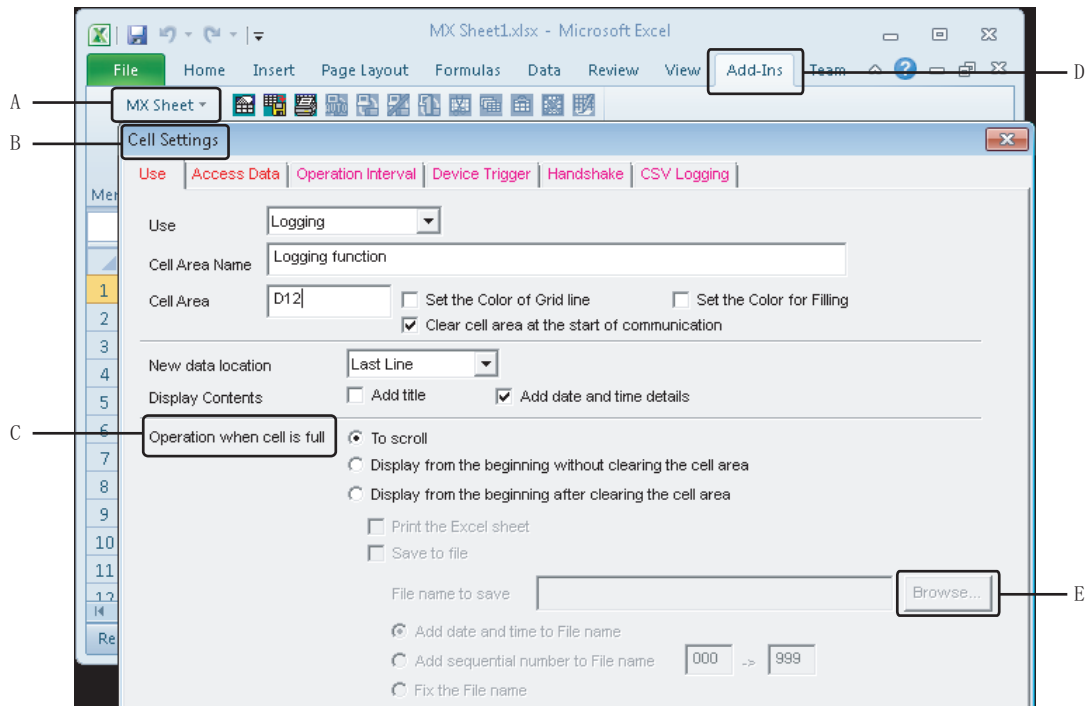 MX Sheet1.xlsx - Microsoft Excel
File Home Insert Page Layout Formulas Data Review View Add-Ins Team
D
A
MX Sheet
B
Cell Settings
Use Access Data Operation Interval Device Trigger Handshake CSV Logging
Mer
Use Logging
Cell Area Name Logging function
1
Cell Area D12 Set the Color of Grid line Set the Color for Filling
2
Clear cell area at the start of communication
3
4
New data location Last Line
5
Display Contents Add title Add date and time details
C
6
Operation when cell is full To scroll
7
Display from the beginning without clearing the cell area
8
Display from the beginning after clearing the cell area
9
Print the Excel sheet
10
Save to file
11
12
File name to save Browse...
E
Re
Add date and time to File name
Add sequential number to File name 000 -> 999
Fix the File name